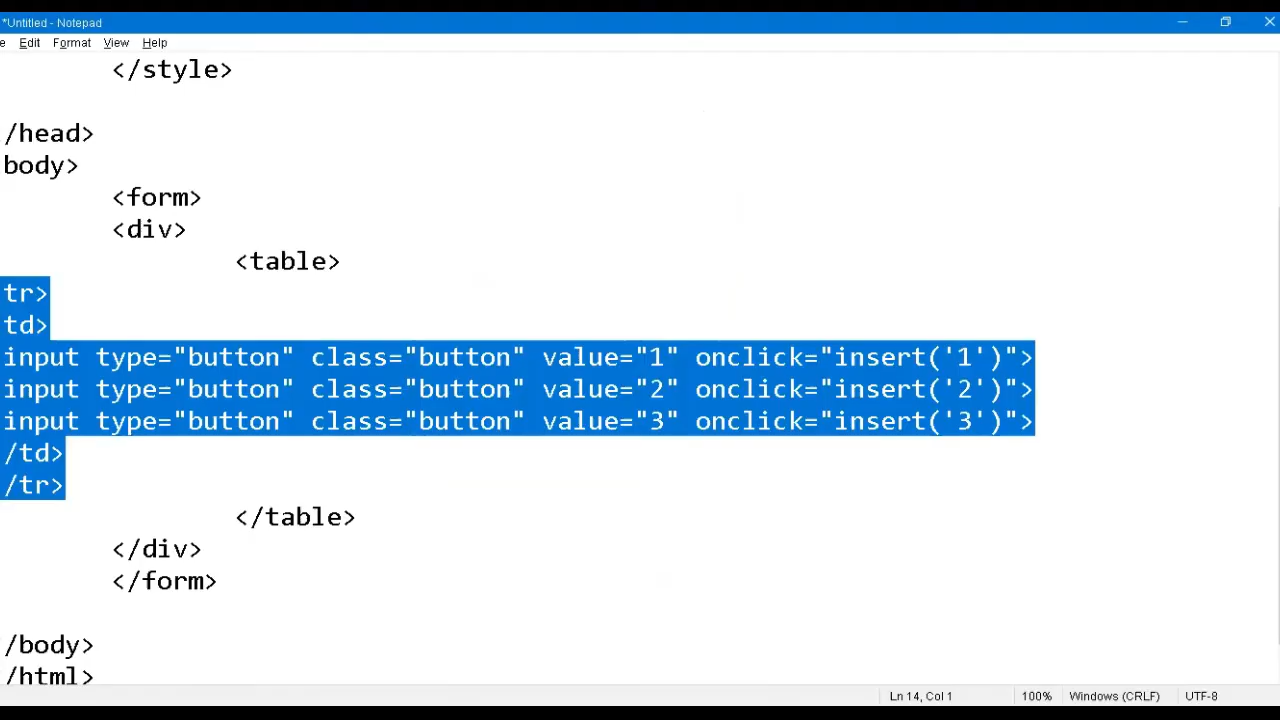 *Untitled - Notepad
e Edit Format View Help
</style>
/head>
body>
<form>
<div>
<table>
tr>
td>
input type="button" class="button" value="1" onclick="insert('1')">
input type="button" class="button" value="2" onclick="insert('2')">
input type="button" class="button" value="3" onclick="insert('3')">
/td>
/tr>
</table>
</div>
</form>
/body>
/html>
Ln 14, Col 1 100% Windows (CRLF) UTF-8